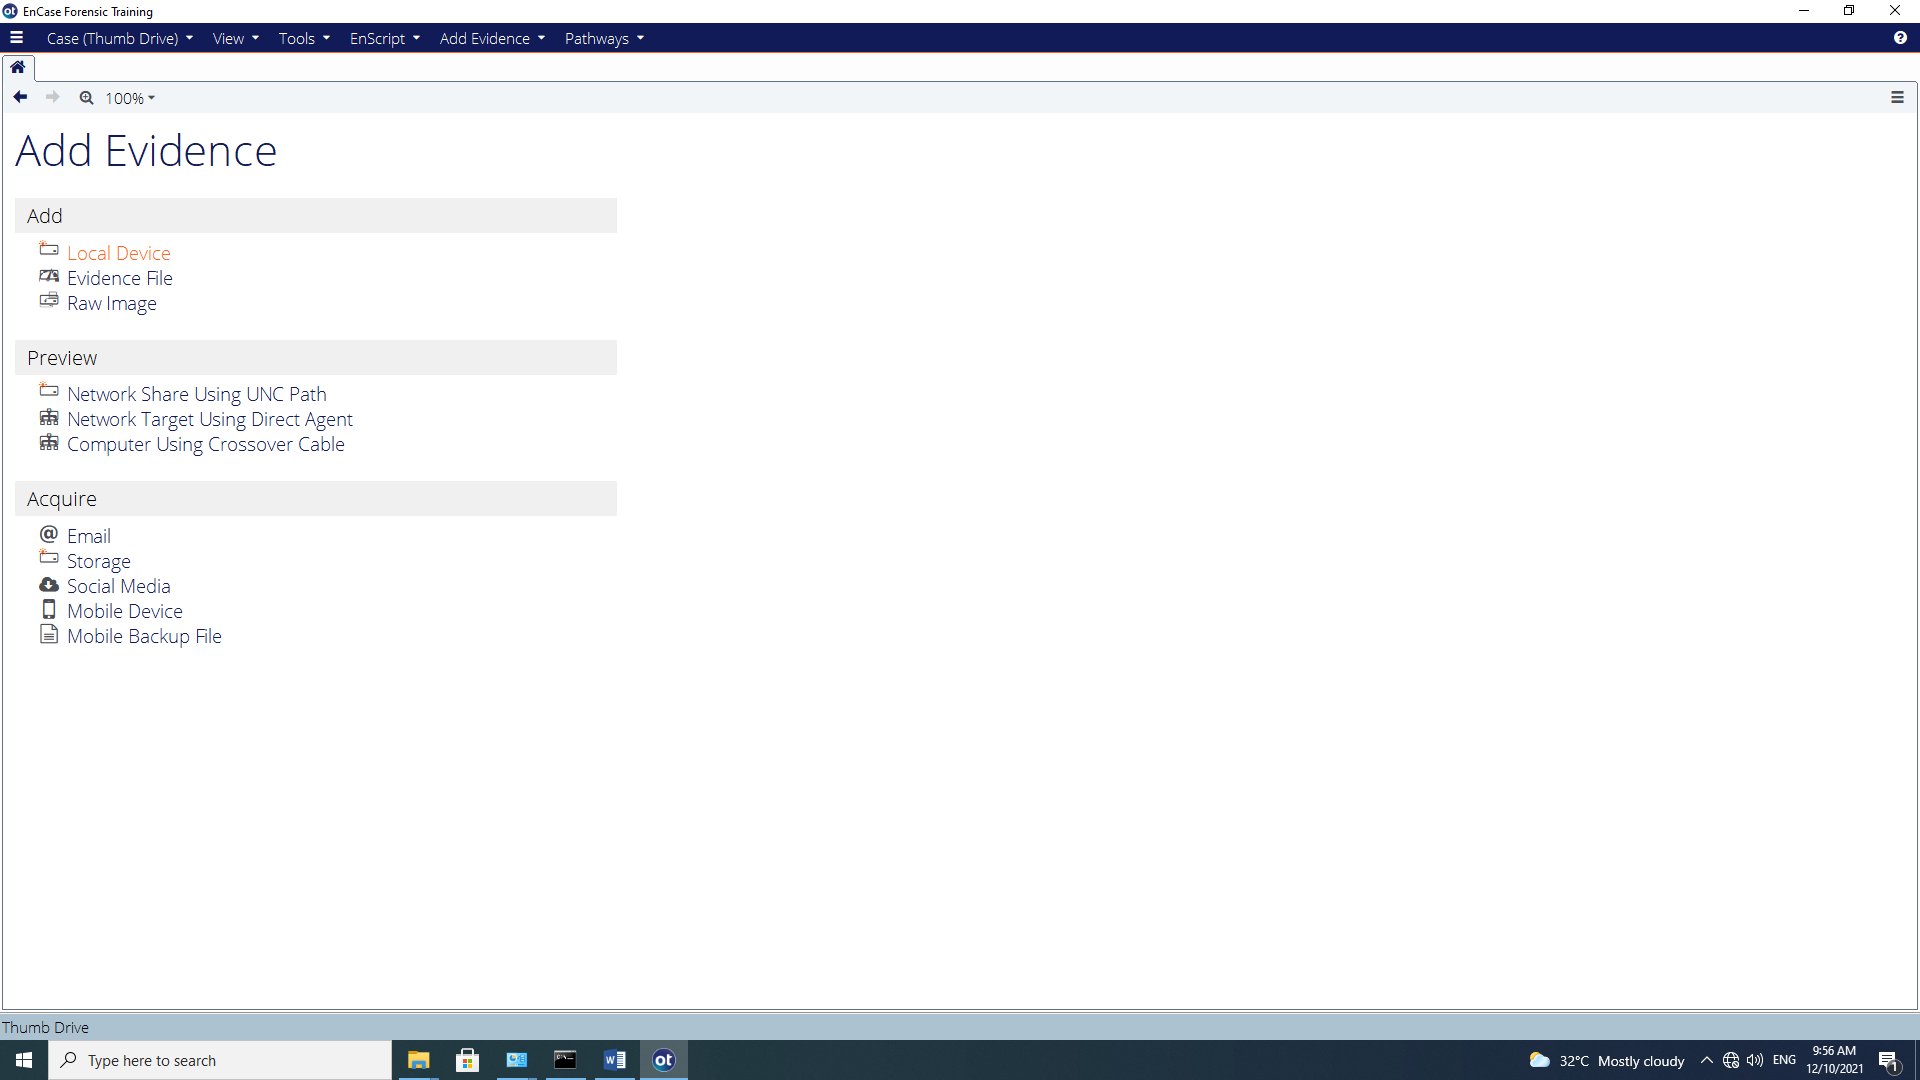 ot EnCase Forensic Training
Case (Thumb Drive) View Tools EnScript Add Evidence Pathways ?
100%
Add Evidence
Add
Local Device
Evidence File
Raw Image
Preview
Network Share Using UNC Path
Network Target Using Direct Agent
Computer Using Crossover Cable
Acquire
@ Email
Storage
Social Media
Mobile Device
Mobile Backup File
Thumb Drive
Type here to search
C:\
W
ot
32°C Mostly cloudy
ENG
9:56 AM
12/10/2021
1